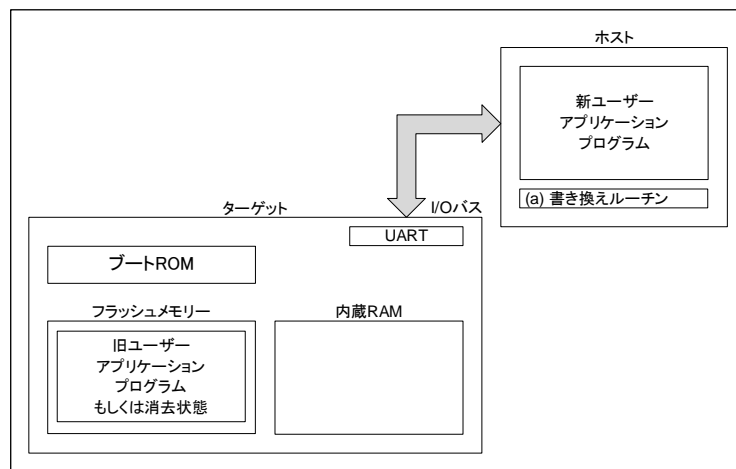 ホスト
新ユーザー
アプリケーション
プログラム
(a) 書き換えルーチン
ターゲット
I/Oバス
UART
ブートROM
フラッシュメモリー
内蔵RAM
旧ユーザー
アプリケーション
プログラム
もしくは消去状態